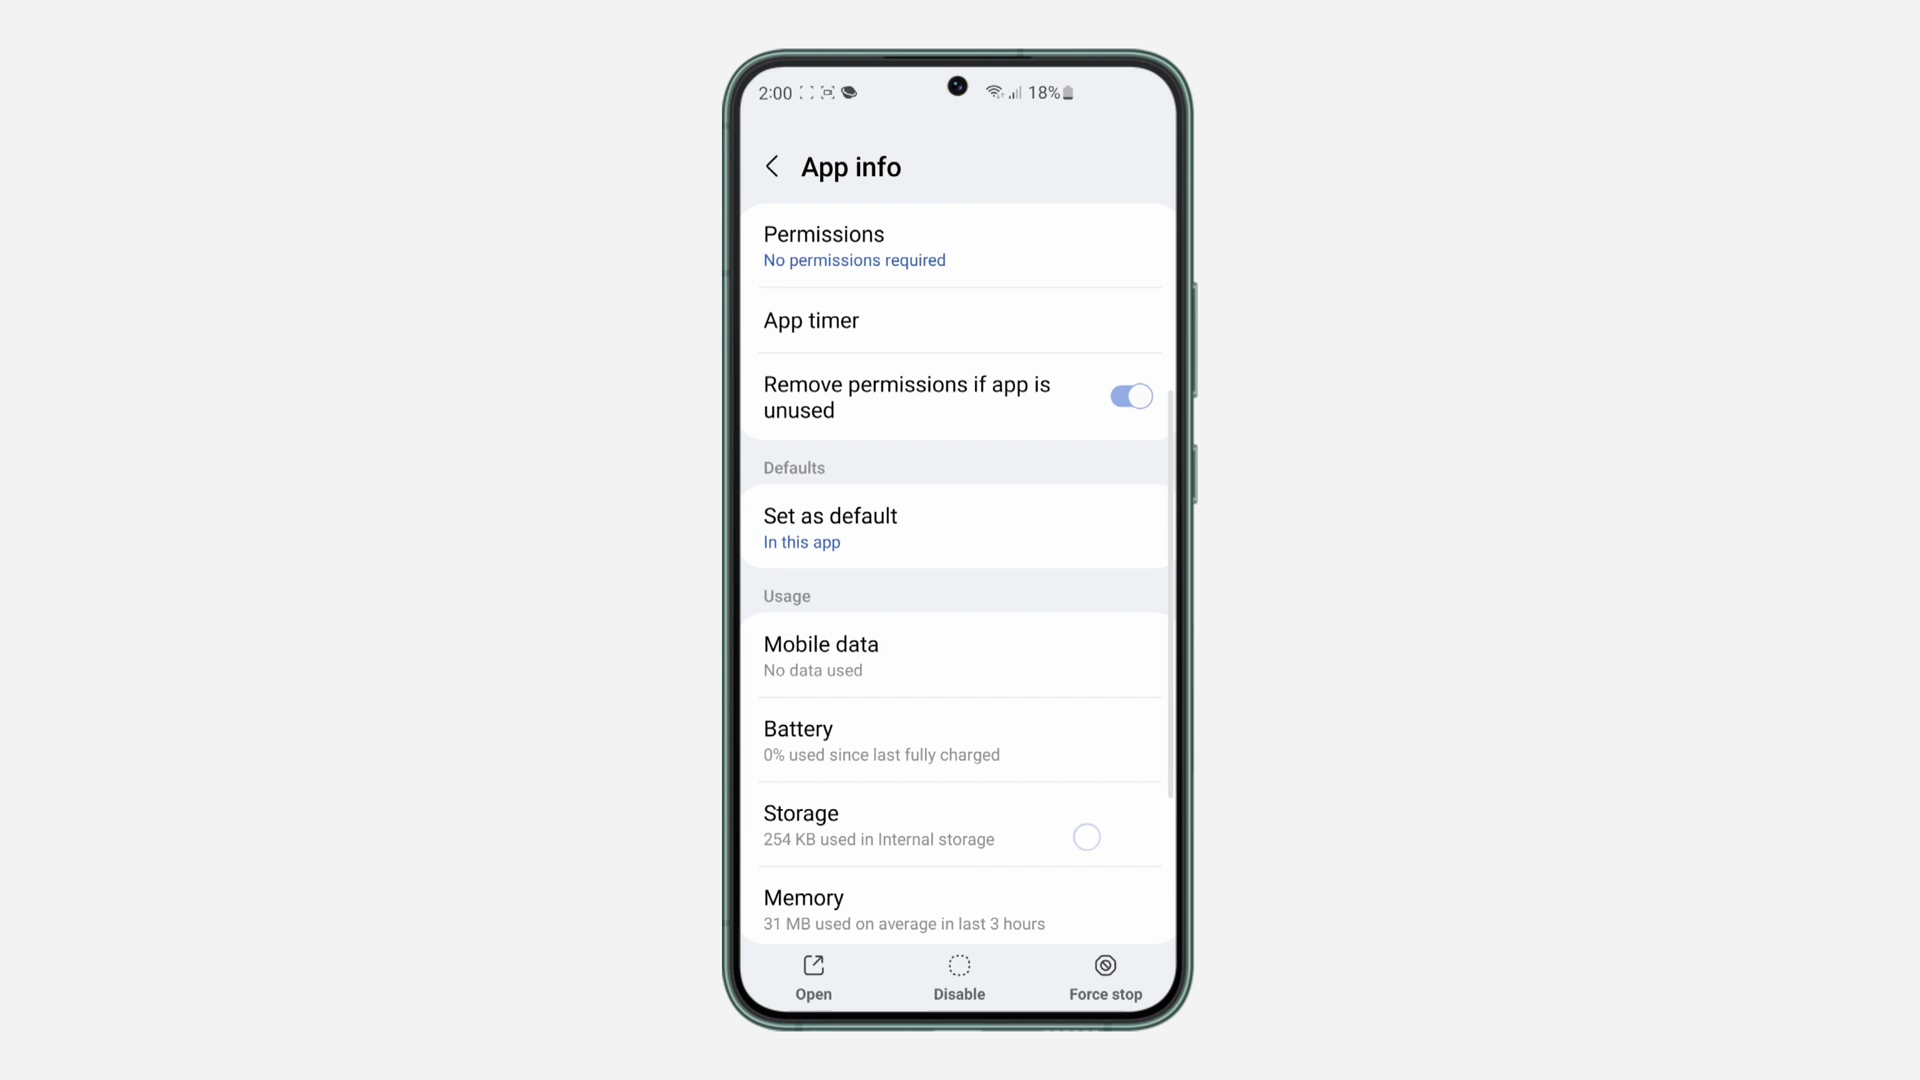 2:00 18%
App info
Permissions
No permissions required
App timer
Remove permissions if app is
unused
Defaults
Set as default
In this app
Usage
Mobile data
No data used
Battery
0% used since last fully charged
Storage
254 KB used in Internal storage
Memory
31 MB used on average in last 3 hours
Open Disable Force stop